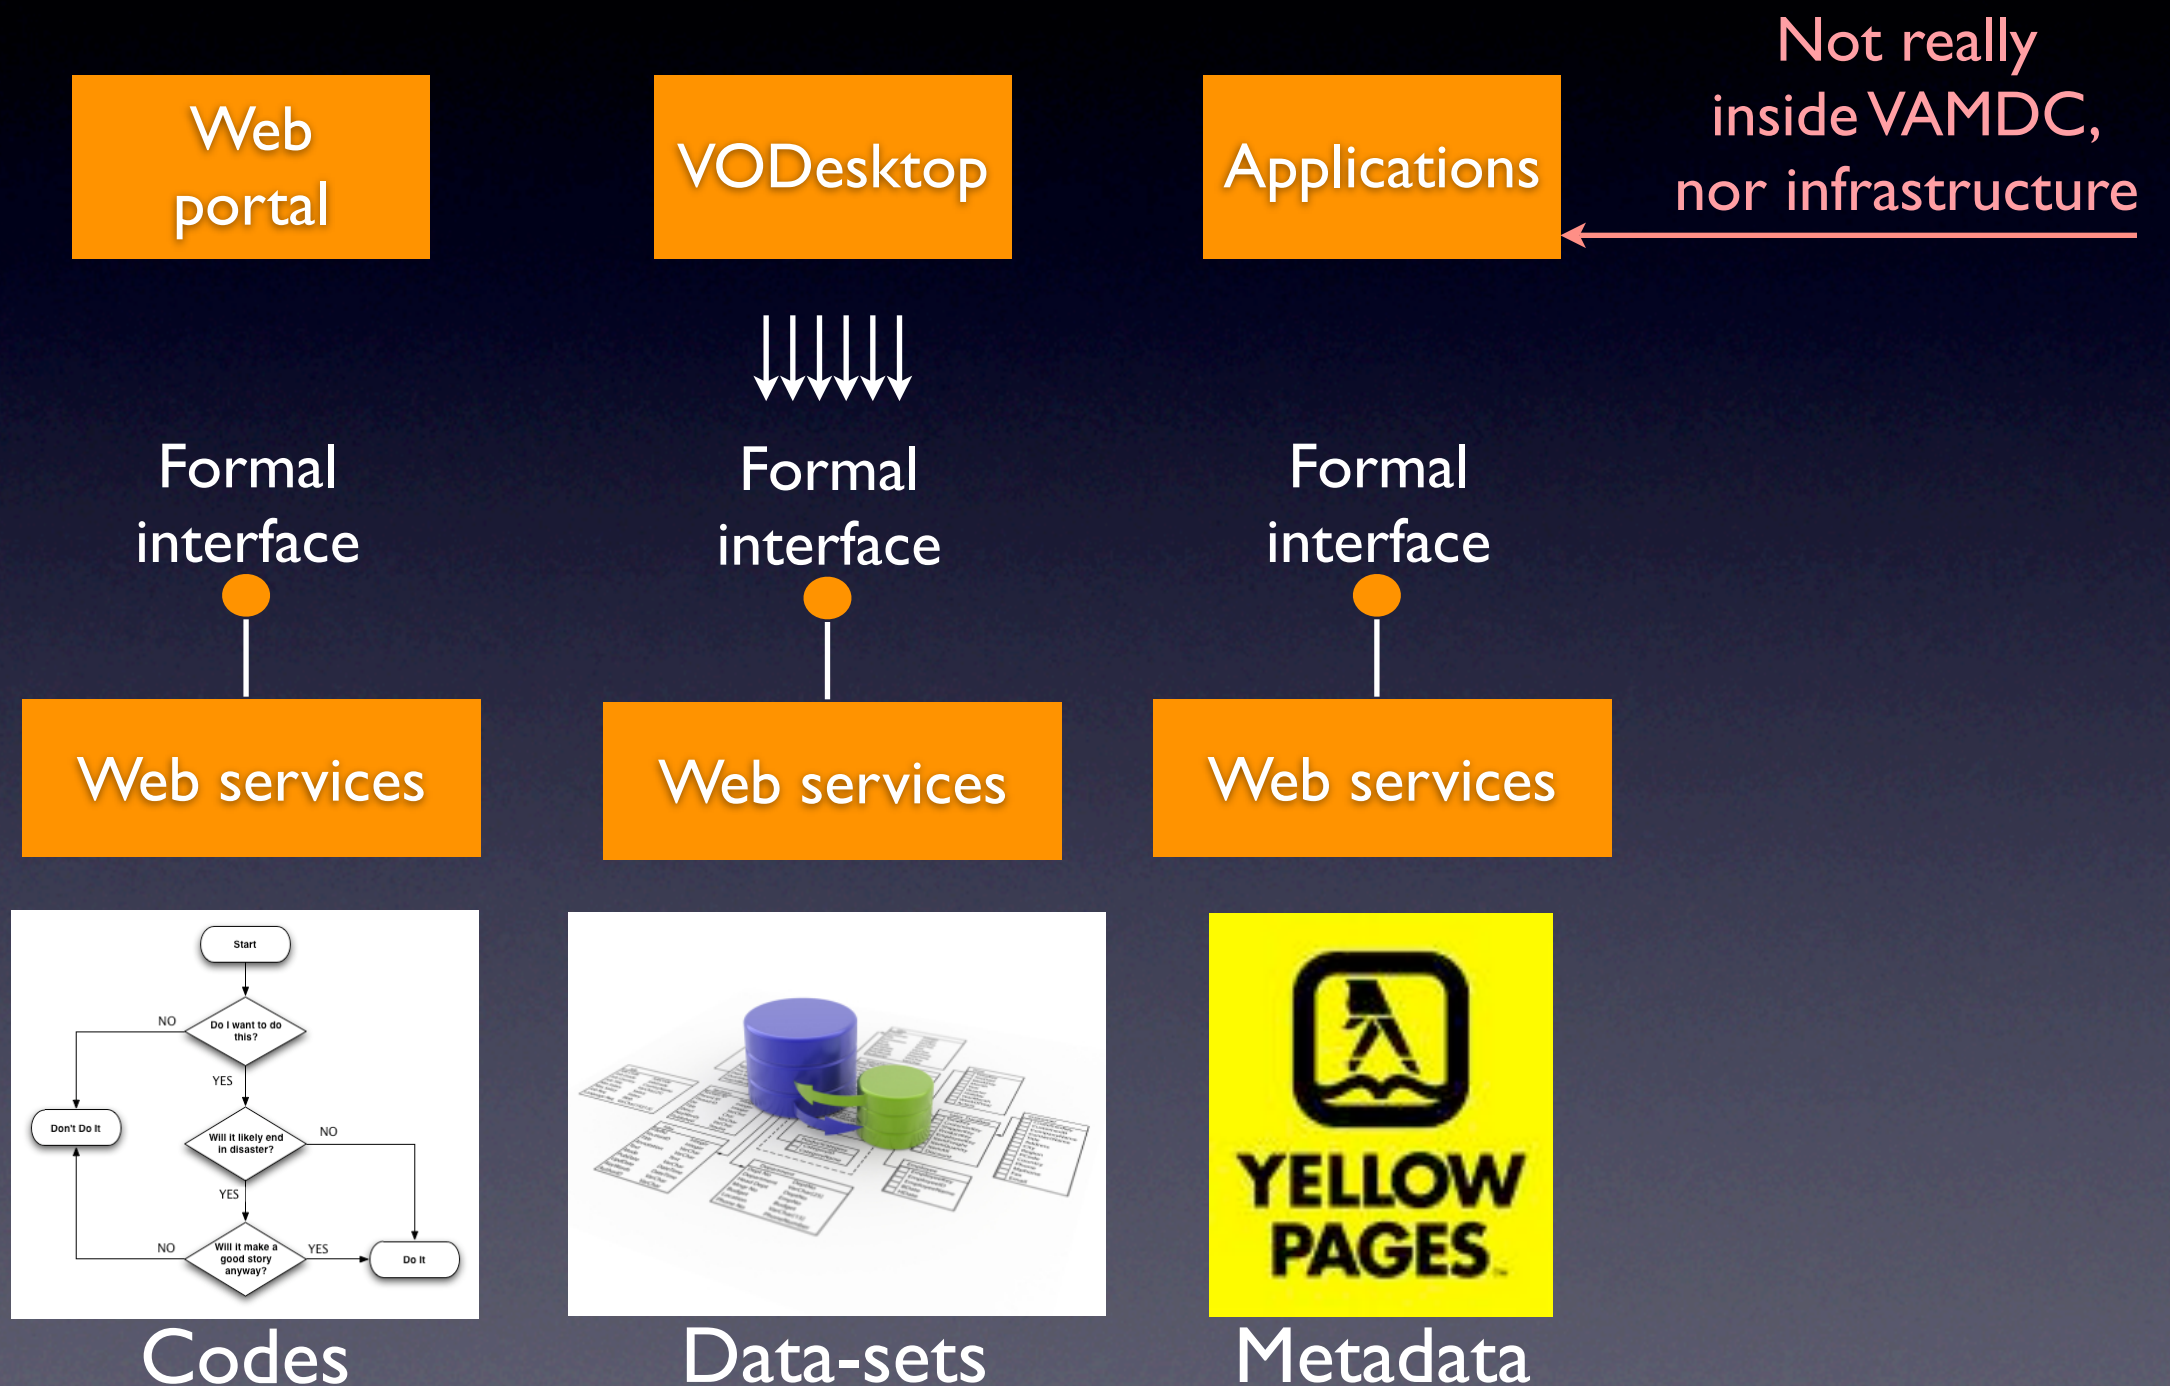 Not really
inside VAMDC,
nor infrastructure
Web
portal
VODesktop
Applications
Formal
interface
Formal
interface
Formal
interface
Web services
Web services
Web services
Start
Do I want to do
this?
NO
YES
Don't Do It
Will it likely end
in disaster?
NO
YES
Will it make a
good story
anyway?
NO
YES
Do It
Department
YELLOW
PAGES
Codes
Data-sets
Metadata